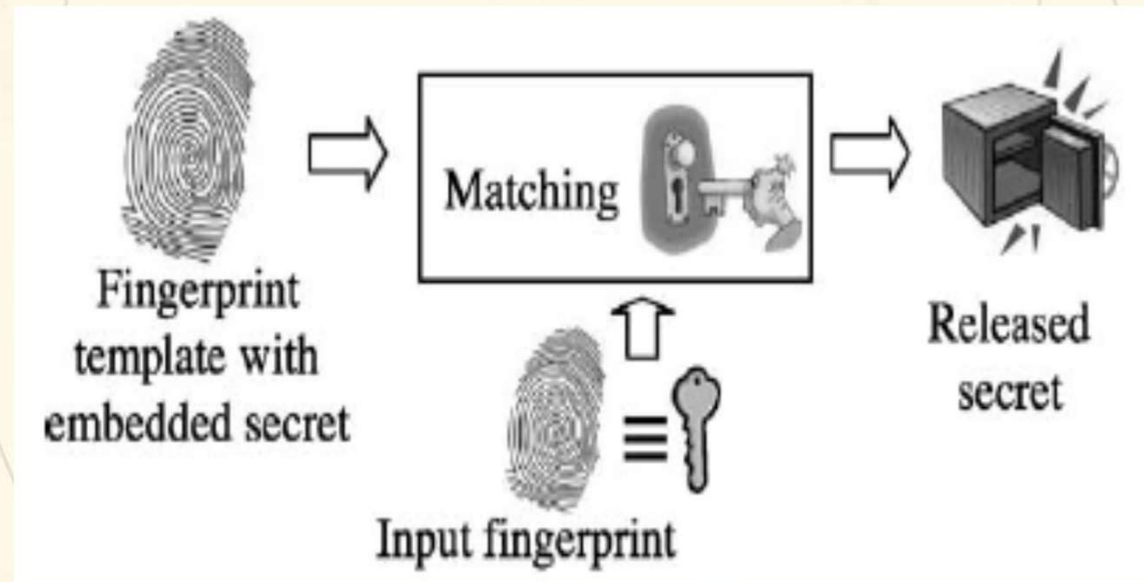 Matching
Fingerprint
template with
embedded secret
Released
secret
Input fingerprint